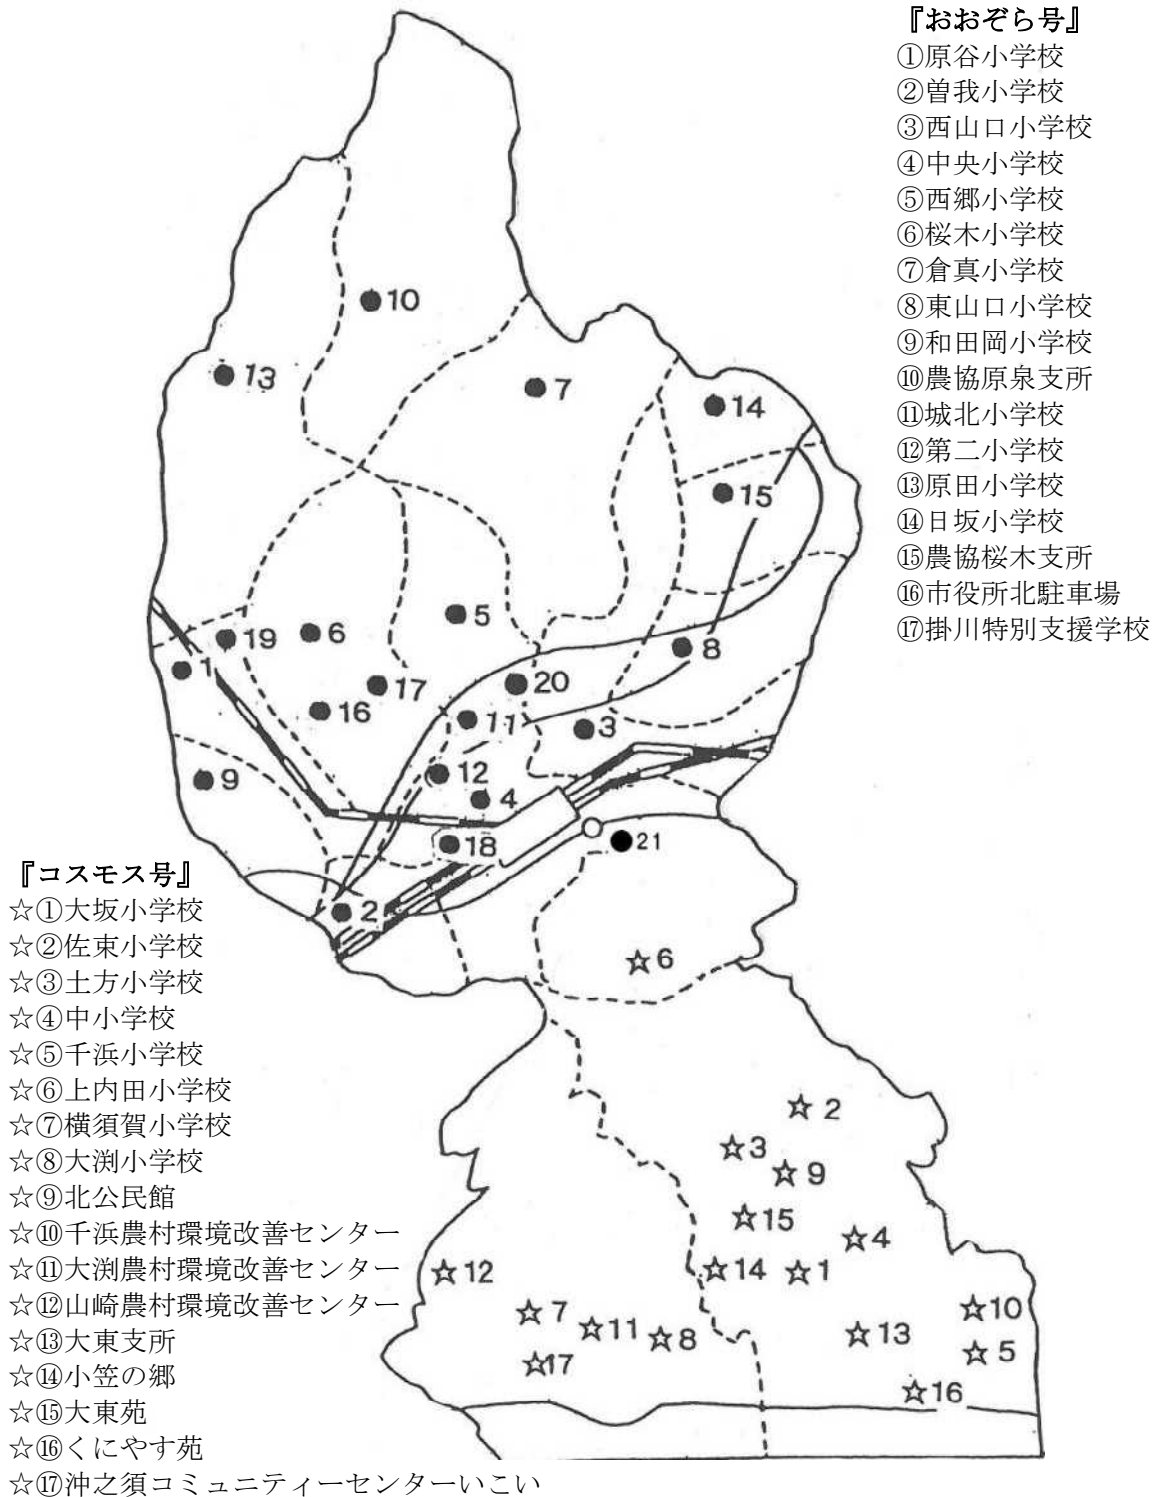 『おおぞら号』
①原谷小学校
②曽我小学校
③西山口小学校
④中央小学校
⑤西郷小学校
⑥桜木小学校
⑦倉真小学校
⑧東山口小学校
⑨和田岡小学校
⑩農協原泉支所
⑪城北小学校
⑫第二小学校
⑬原田小学校
⑭日坂小学校
⑮農協桜木支所
⑯市役所北駐車場
⑰掛川特別支援学校
10
13
7
14
15
5
19
6
8
1
17
20
16
11
3
12
9
4
18
21
2
『コスモス号』
☆①大坂小学校
☆②佐束小学校
☆③土方小学校
☆④中小学校
☆⑤千浜小学校
☆⑥上内田小学校
☆⑦横須賀小学校
☆⑧大渕小学校
☆⑨北公民館
☆⑩千浜農村環境改善センター
☆⑪大渕農村環境改善センター
☆⑫山崎農村環境改善センター
☆⑬大東支所
☆⑭小笠の郷
☆⑮大東苑
☆⑯くにやす苑
☆⑰沖之須コミュニティーセンターいこい
☆6
☆2
☆3
☆9
☆15
☆4
☆14
☆1
☆12
☆10
☆7
☆11
☆8
☆13
☆5
☆17
☆16